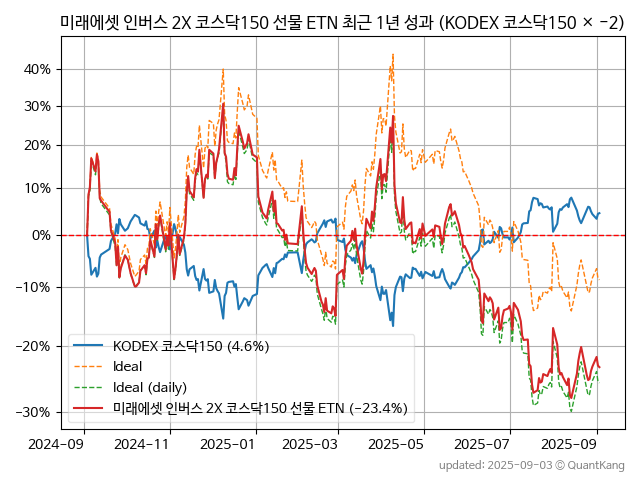 미래에셋 인버스 2X 코스닥150 선물 ETN 최근 1년 성과 (KODEX 코스닥150 × −2)
40%
30%
20%
10%
0%
−10%
−20%
−30%
KODEX 코스닥150 (4.6%)
Ideal
Ideal (daily)
미래에셋 인버스 2X 코스닥150 선물 ETN (−23.4%)
2024-09 2024-11 2025-01 2025-03 2025-05 2025-07 2025-09
updated: 2025-09-03 © QuantKang